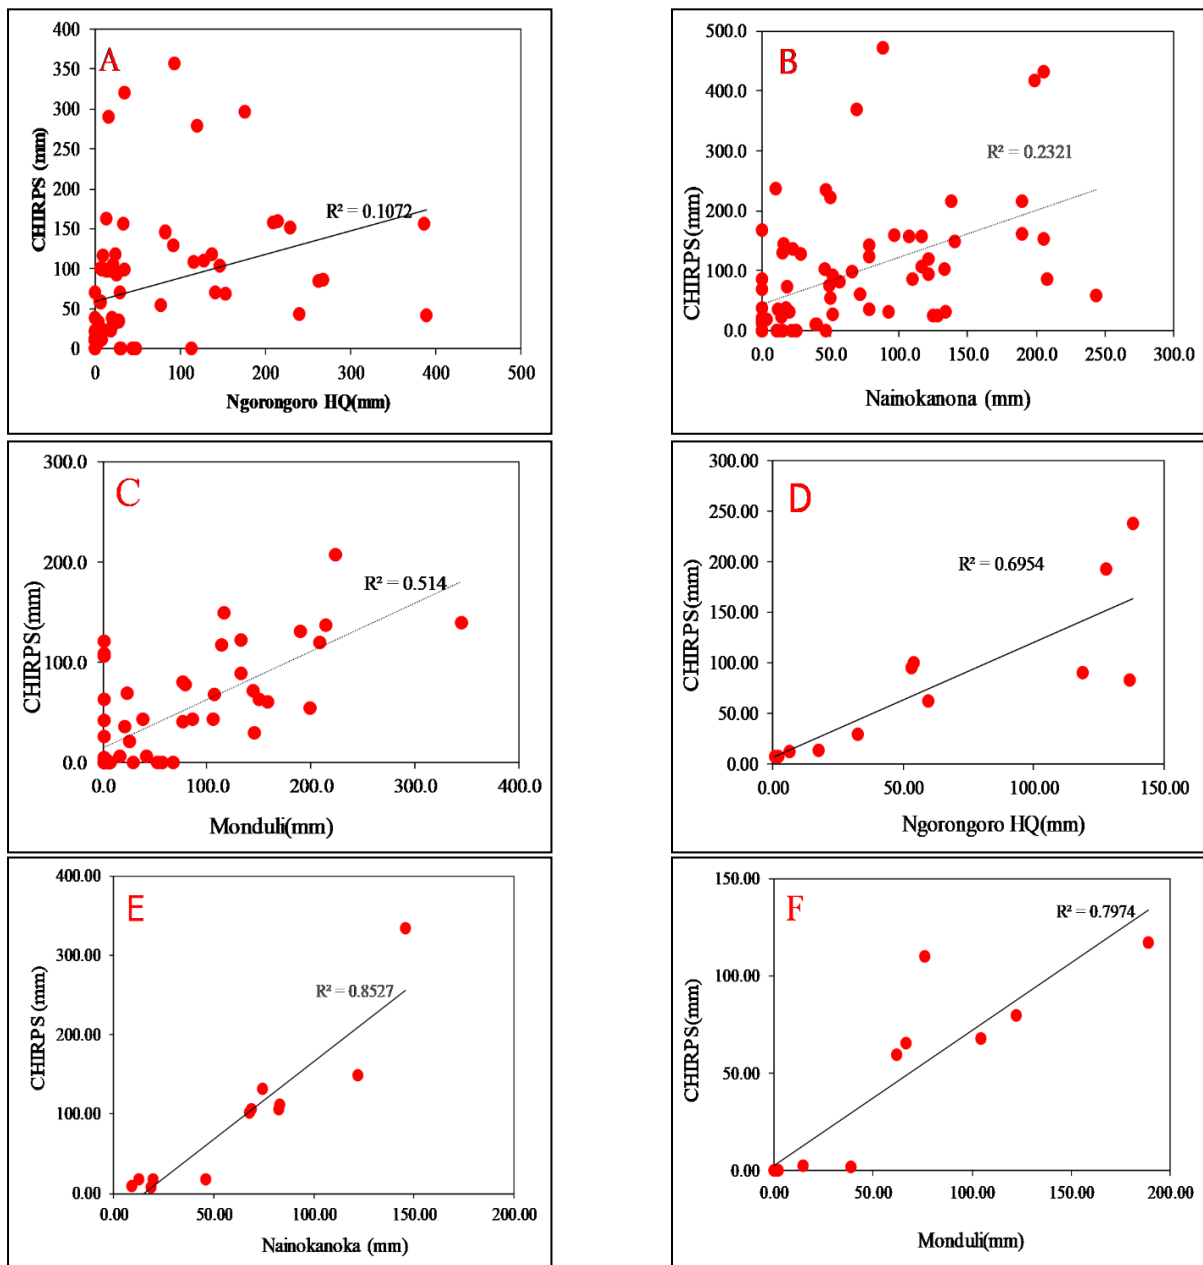 A
CHIRPS (mm)
400
350
300
250
200
150
100
50
0
R² = 0.1072
0 100 200 300 400 500
Ngorongoro HQ(mm)
B
CHIRPS (mm)
500.0
400.0
300.0
200.0
100.0
0.0
R² = 0.2321
0.0 50.0 100.0 150.0 200.0 250.0 300.0
Nainokanona (mm)
C
CHIRPS(mm)
300.0
200.0
100.0
0.0
R² = 0.514
0.0 100.0 200.0 300.0 400.0
Monduli(mm)
D
CHIRPS(mm)
300.00
250.00
200.00
150.00
100.00
50.00
0.00
R² = 0.6954
0.00 50.00 100.00 150.00
Ngorongoro HQ(mm)
E
CHIRPS (mm)
400.00
300.00
200.00
100.00
0.00
R² = 0.8527
0.00 50.00 100.00 150.00 200.00
Nainokanoka (mm)
F
CHIRPS(mm)
150.00
100.00
50.00
0.00
R² = 0.7974
0.00 50.00 100.00 150.00 200.00
Monduli(mm)